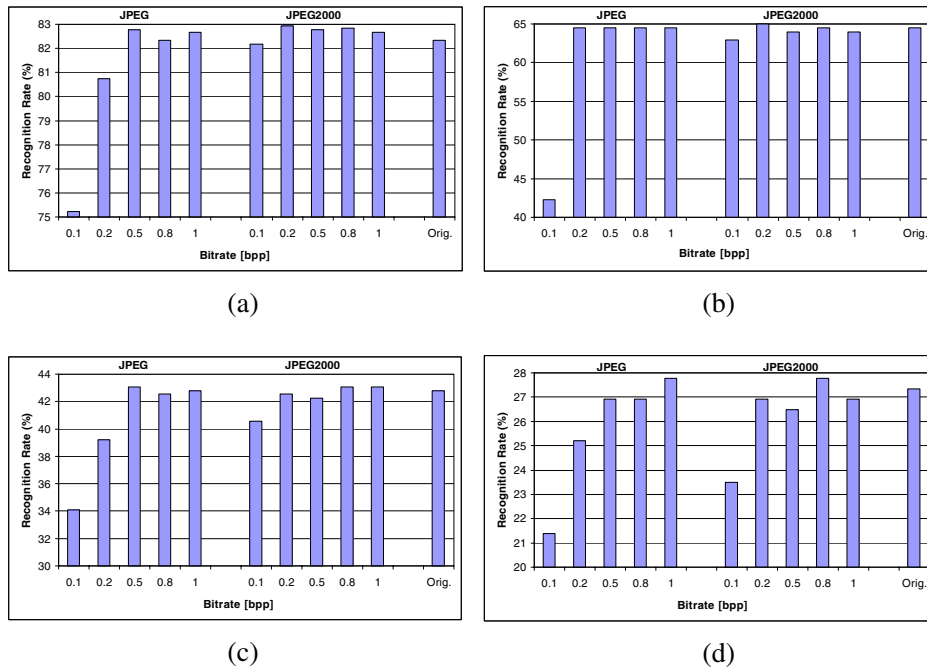 JPEG JPEG2000
83
82
81
80
79
78
77
76
75
Recognition Rate (%)
0.1 0.2 0.5 0.8 1 0.1 0.2 0.5 0.8 1 Orig.
Bitrate [bpp]
(a)
JPEG JPEG2000
65
60
55
50
45
40
Recognition Rate (%)
0.1 0.2 0.5 0.8 1 0.1 0.2 0.5 0.8 1 Orig.
Bitrate [bpp]
(b)
JPEG JPEG2000
44
42
40
38
36
34
32
30
Recognition Rate (%)
0.1 0.2 0.5 0.8 1 0.1 0.2 0.5 0.8 1 Orig.
Bitrate [bpp]
(c)
JPEG JPEG2000
28
27
26
25
24
23
22
21
20
Recognition Rate (%)
0.1 0.2 0.5 0.8 1 0.1 0.2 0.5 0.8 1 Orig.
Bitrate [bpp]
(d)